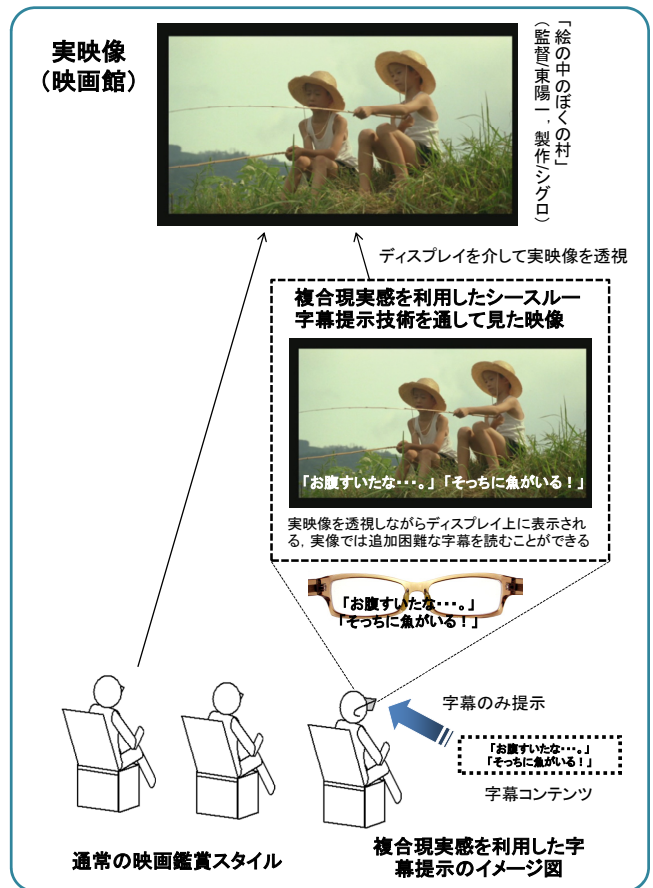 実映像
（映画館）
「絵の中のぼくの村」
（監督/東陽一，製作/シグロ）
ディスプレイを介して実映像を透視
複合現実感を利用したシースルー
字幕提示技術を通して見た映像
「お腹すいたな・・・。」「そっちに魚がいる！」
実映像を透視しながらディスプレイ上に表示され
る，実像では追加困難な字幕を読むことができる
「お腹すいたな・・・。」
「そっちに魚がいる！」
字幕のみ提示
「お腹すいたな・・・。」
「そっちに魚がいる！」
字幕コンテンツ
通常の映画鑑賞スタイル
複合現実感を利用した字
幕提示のイメージ図